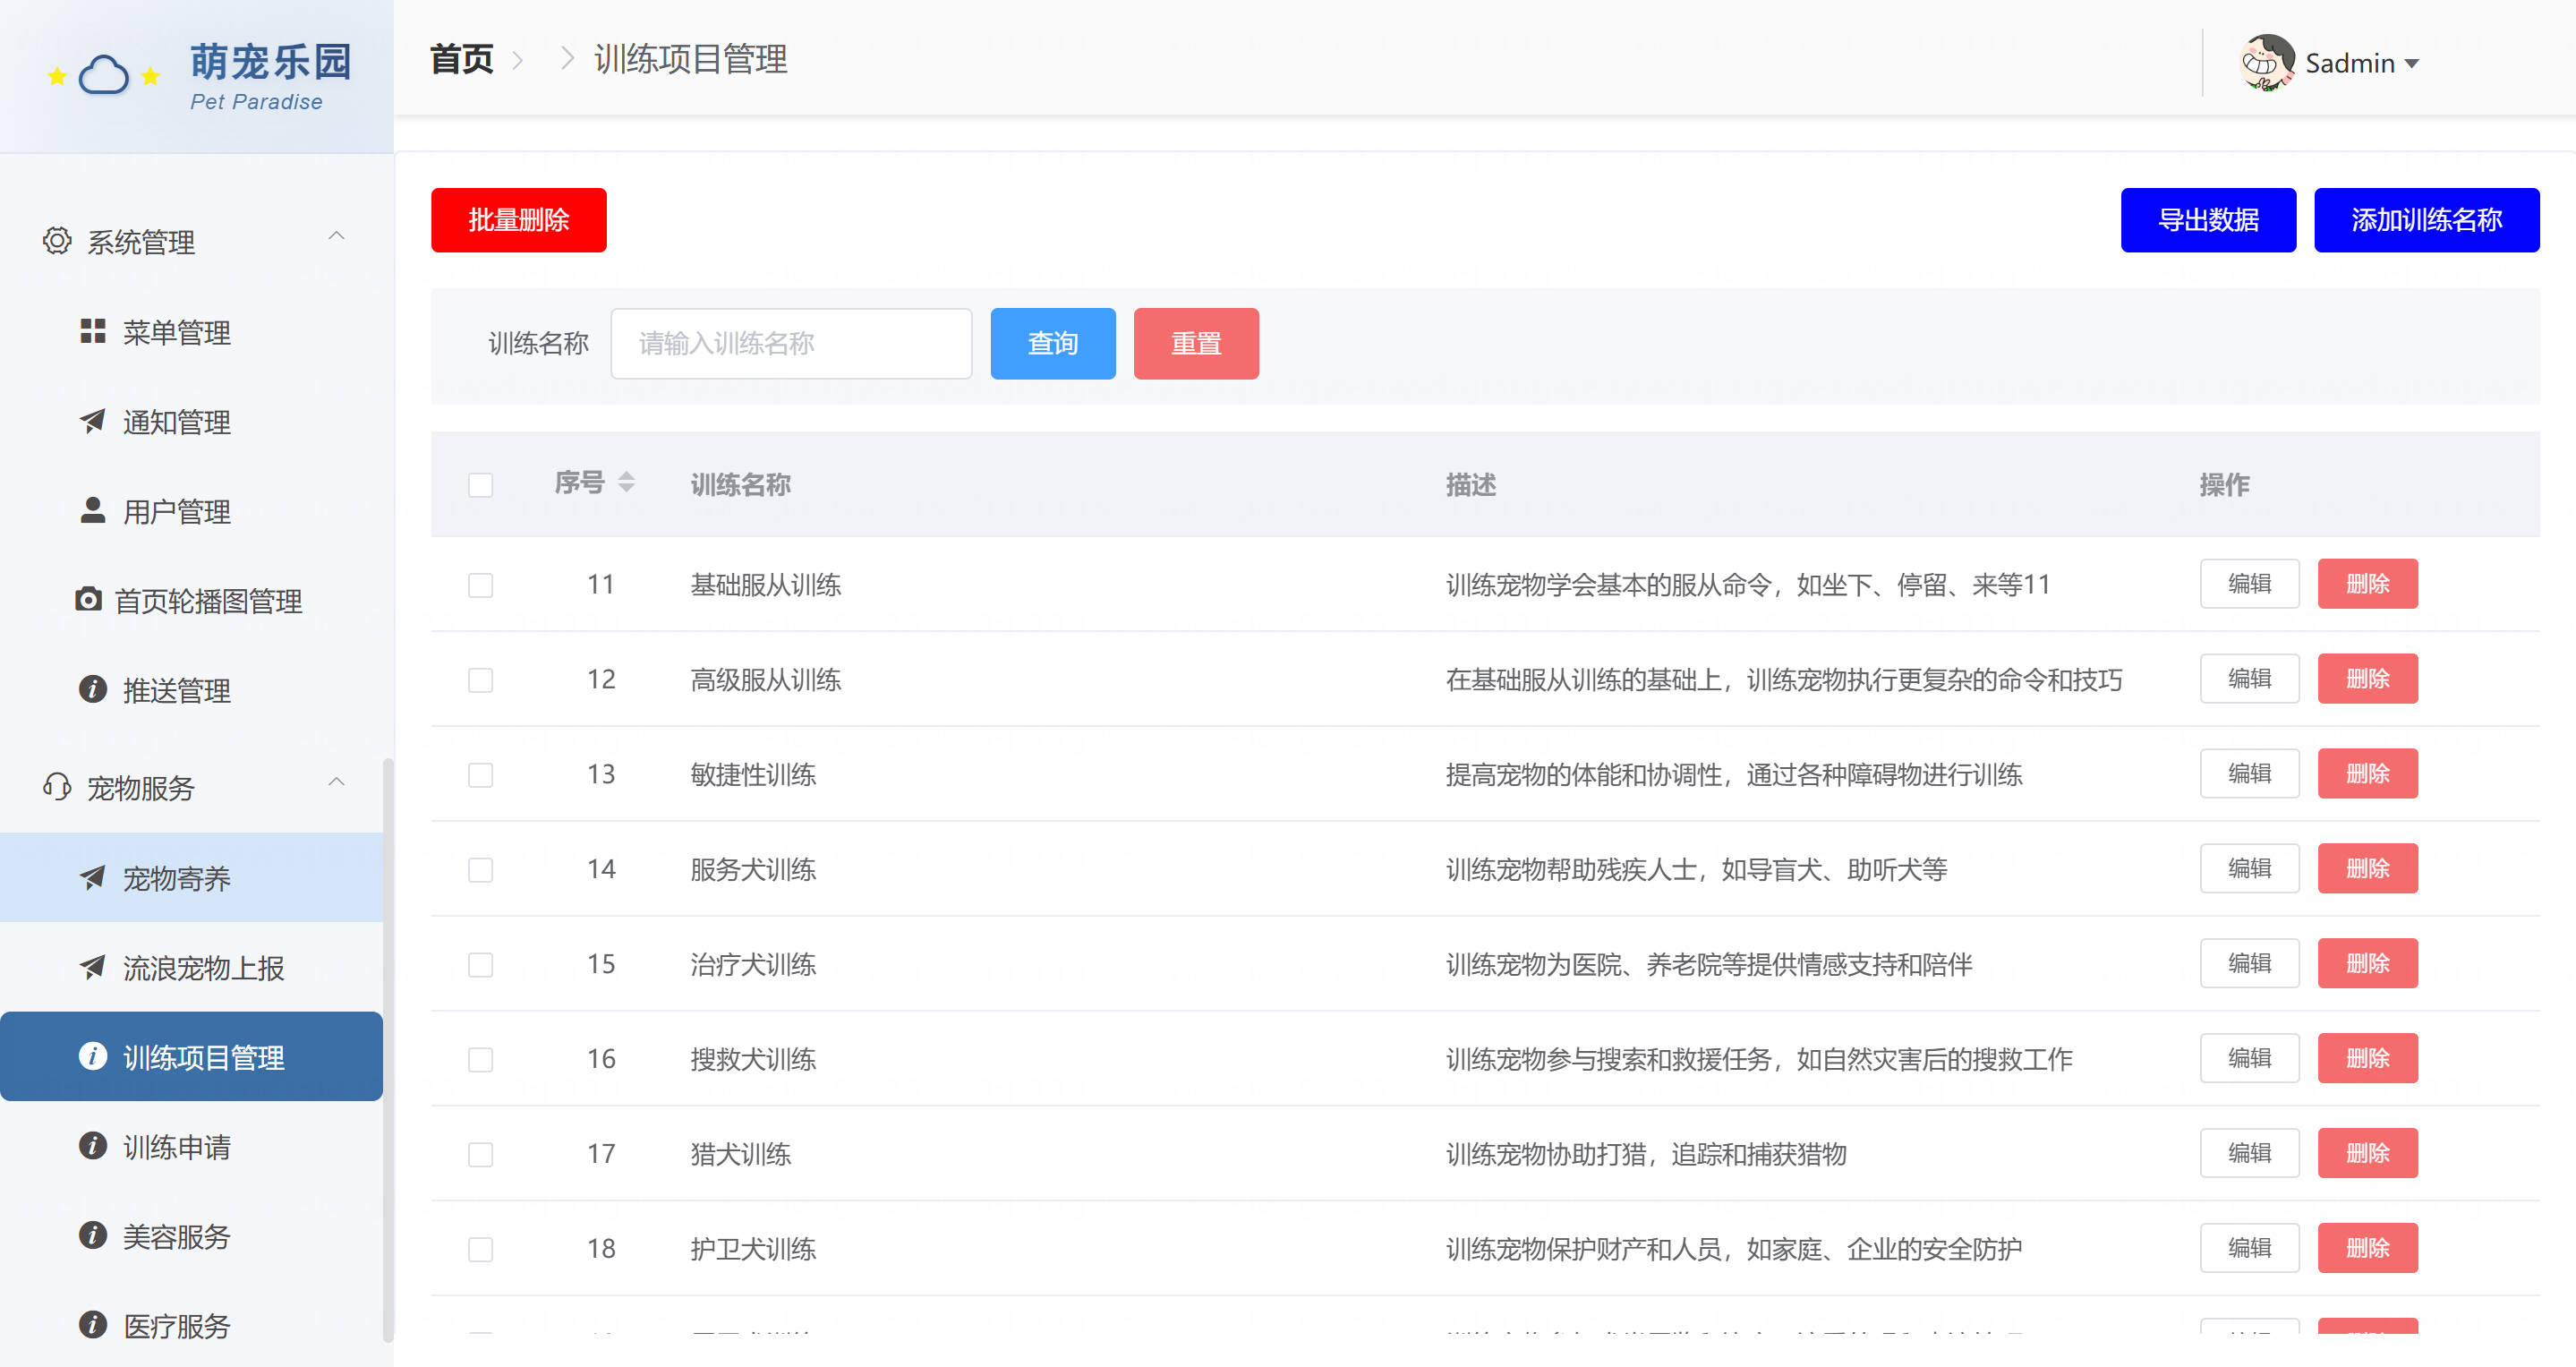 萌宠乐园
Pet Paradise
首页
训练项目管理
Sadmin
系统管理
菜单管理
通知管理
用户管理
首页轮播图管理
推送管理
宠物服务
宠物寄养
流浪宠物上报
训练项目管理
训练申请
美容服务
医疗服务
批量删除 导出数据 添加训练名称
训练名称 请输入训练名称 查询 重置
序号 训练名称 描述 操作
11 基础服从训练 训练宠物学会基本的服从命令，如坐下、停留、来等11 编辑 删除
12 高级服从训练 在基础服从训练的基础上，训练宠物执行更复杂的命令和技巧 编辑 删除
13 敏捷性训练 提高宠物的体能和协调性，通过各种障碍物进行训练 编辑 删除
14 服务犬训练 训练宠物帮助残疾人士，如导盲犬、助听犬等 编辑 删除
15 治疗犬训练 训练宠物为医院、养老院等提供情感支持和陪伴 编辑 删除
16 搜救犬训练 训练宠物参与搜索和救援任务，如自然灾害后的搜救工作 编辑 删除
17 猎犬训练 训练宠物协助打猎，追踪和捕获猎物 编辑 删除
18 护卫犬训练 训练宠物保护财产和人员，如家庭、企业的安全防护 编辑 删除